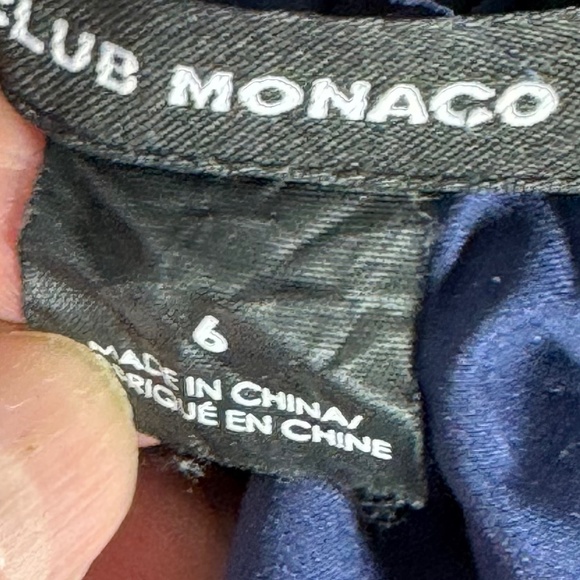 CLUB MONACO
6
MADE IN CHINA/
FABRIQUÉ EN CHINE